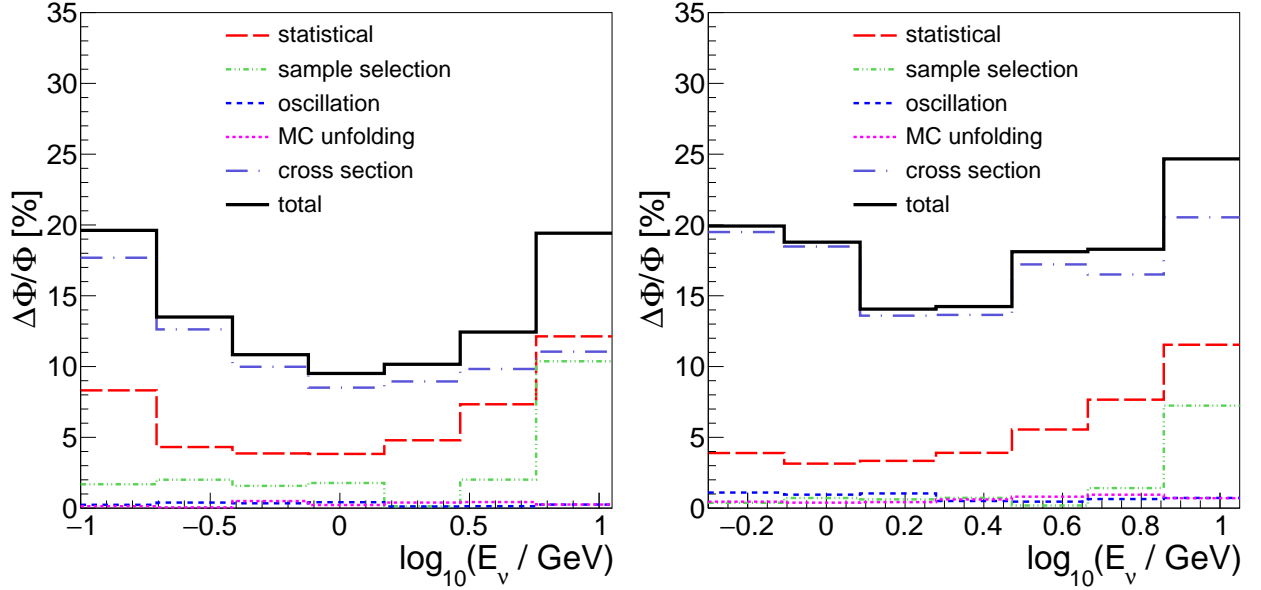 ΔΦ/Φ [%]
35
30
25
20
15
10
5
0
statistical
sample selection
oscillation
MC unfolding
cross section
total
−1
−0.5
0
0.5
1
log10(Eν / GeV)
ΔΦ/Φ [%]
35
30
25
20
15
10
5
0
statistical
sample selection
oscillation
MC unfolding
cross section
total
−0.2
0
0.2
0.4
0.6
0.8
1
log10(Eν / GeV)